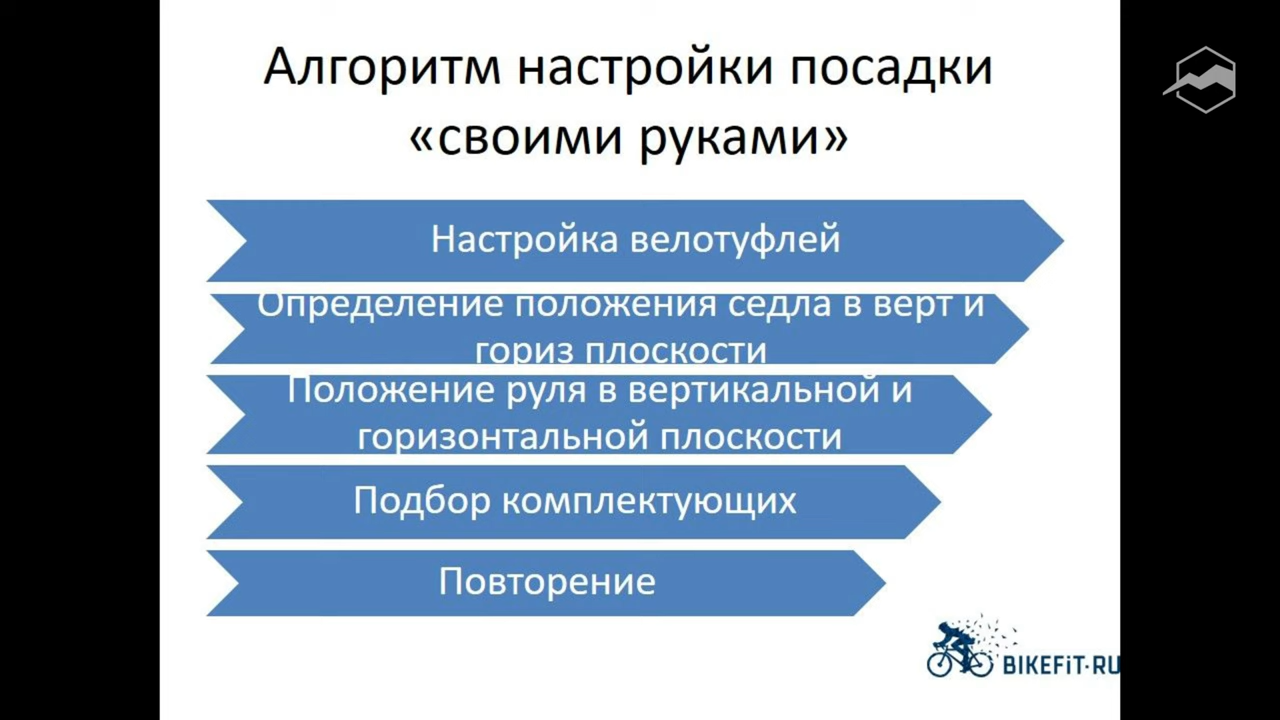 Алгоритм настройки посадки
«своими руками»
Настройка велотуфлей
Определение положения седла в верт и
гориз плоскости
Положение руля в вертикальной и
горизонтальной плоскости
Подбор комплектующих
Повторение
BIKEFiT·RU